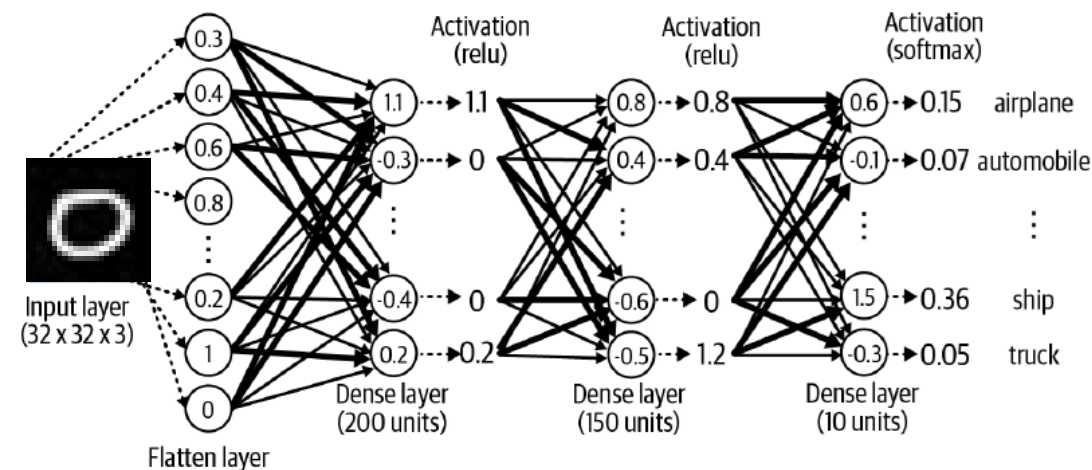 0.3
0.4
0.6
0.8
0.2
1
0
Input layer
(32 x 32 x 3)
Flatten layer
1.1
-0.3
-0.4
0.2
Dense layer
(200 units)
Activation
(relu)
1.1
0
0
0.2
0.8
0.4
-0.6
-0.5
Dense layer
(150 units)
Activation
(relu)
0.8
0.4
0
1.2
0.6
-0.1
1.5
-0.3
Dense layer
(10 units)
Activation
(softmax)
0.15 airplane
0.07 automobile
0.36 ship
0.05 truck